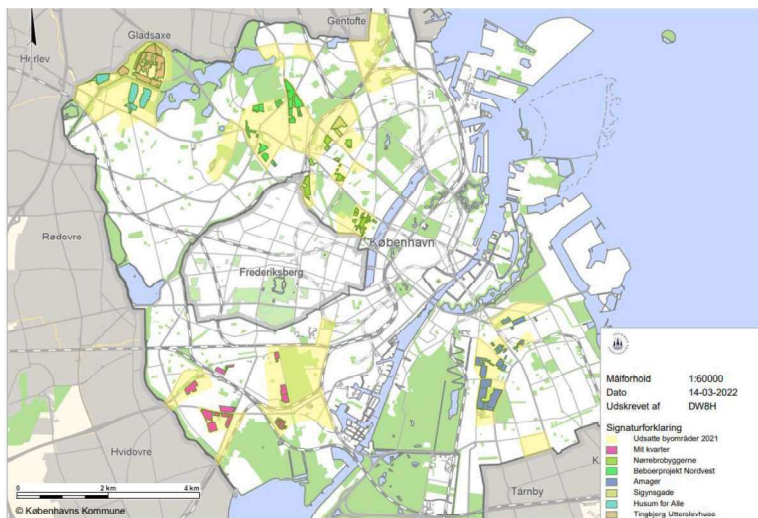 Gentofte
Gladsaxe
Herlev
Rødovre
København
Frederiksberg
Hvidovre
Tårnby
K
0 2 km 4 km
© Københavns Kommune
Målforhold 1:60000
Dato 14-03-2022
Udskrevet af DW8H
Signaturforklaring
Udsatte byområder 2021
Mit kvarter
Nørrebrobyggerne
Beboerprojekt Nordvest
Amager
Sigynsgade
Husum for Alle
Tingbjerg Utterslevhuse